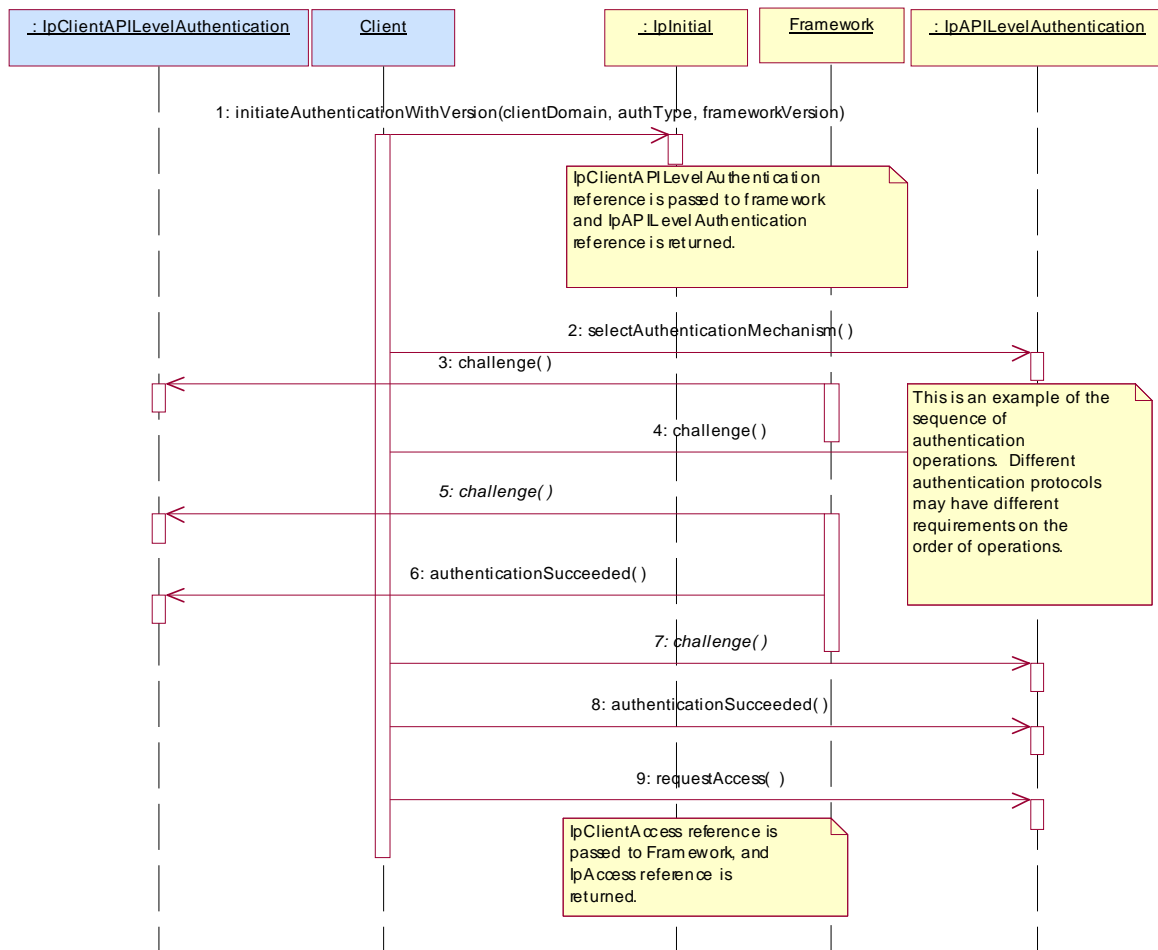 : IpClientAPILevelAuthentication
Client
: IpInitial
Framework
: IpAPILevelAuthentication
1: initiateAuthenticationWithVersion(clientDomain, authType, frameworkVersion)
IpClientAPILevelAuthentication
reference is passed to framework
and IpAPILevelAuthentication
reference is returned.
2: selectAuthenticationMechanism( )
3: challenge( )
This is an example of the
sequence of
authentication
operations. Different
authentication protocols
may have different
requirements on the
order of operations.
4: challenge( )
5: challenge( )
6: authenticationSucceeded( )
7: challenge( )
8: authenticationSucceeded( )
9: requestAccess( )
IpClientAccess reference is
passed to Framework, and
IpAccess reference is
returned.